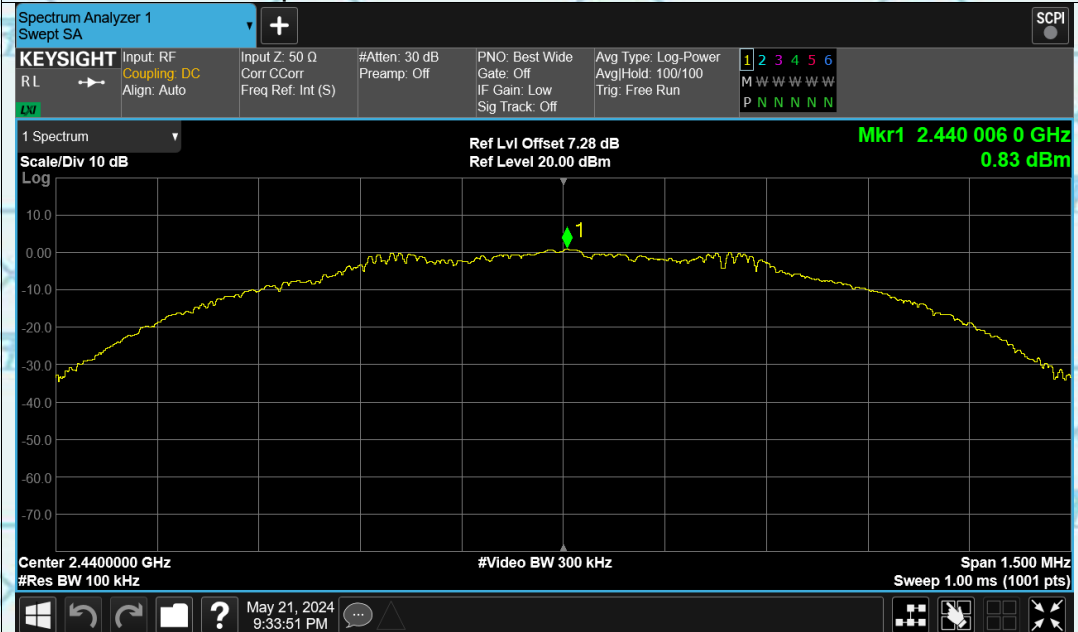 Spectrum Analyzer 1
Swept SA
+
SCPI
KEYSIGHT
RL
LXI
Input: RF
Coupling: DC
Align: Auto
Input Z: 50 Ω
Corr CCorr
Freq Ref: Int (S)
#Atten: 30 dB
Preamp: Off
PNO: Best Wide
Gate: Off
IF Gain: Low
Sig Track: Off
Avg Type: Log-Power
Avg|Hold: 100/100
Trig: Free Run
1 2 3 4 5 6
M W W W W W
P N N N N N
1 Spectrum
Scale/Div 10 dB
Log
Ref Lvl Offset 7.28 dB
Ref Level 20.00 dBm
Mkr1 2.440 006 0 GHz
0.83 dBm
1
10.0
0.00
-10.0
-20.0
-30.0
-40.0
-50.0
-60.0
-70.0
Center 2.4400000 GHz
#Res BW 100 kHz
#Video BW 300 kHz
Span 1.500 MHz
Sweep 1.00 ms (1001 pts)
?
May 21, 2024
9:33:51 PM